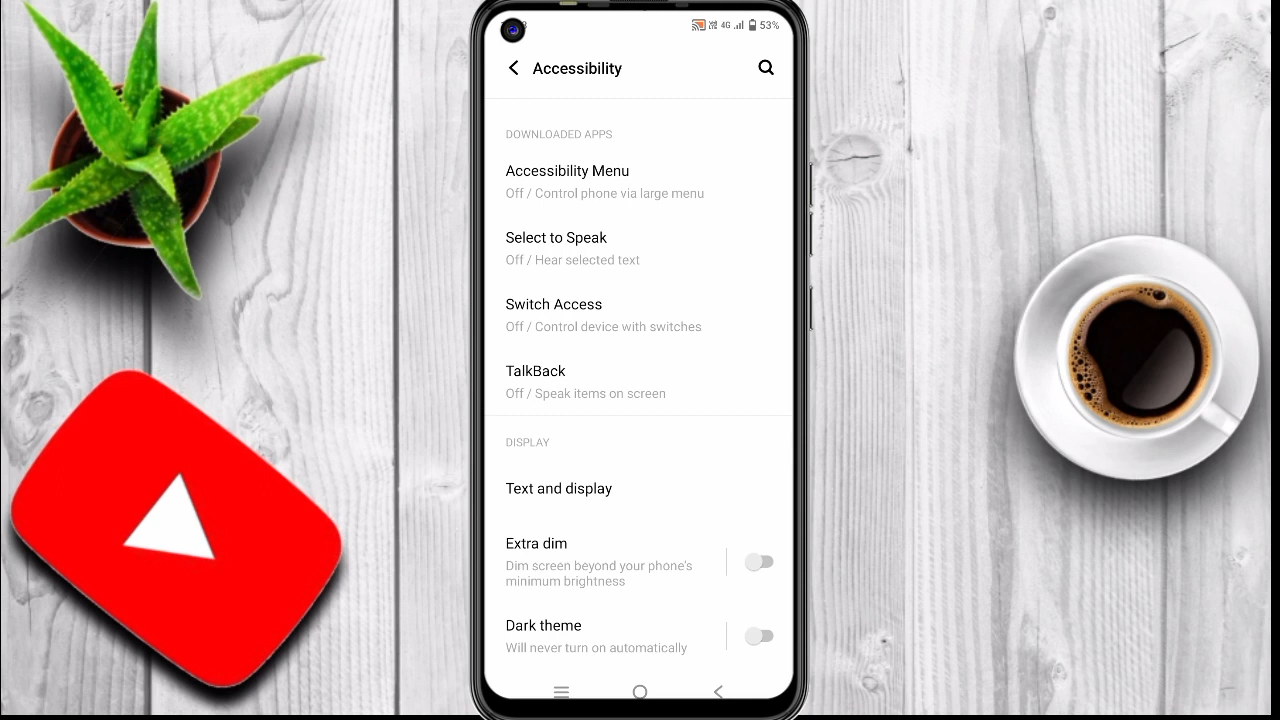 4G 53%
Accessibility
DOWNLOADED APPS
Accessibility Menu
Off / Control phone via large menu
Select to Speak
Off / Hear selected text
Switch Access
Off / Control device with switches
TalkBack
Off / Speak items on screen
DISPLAY
Text and display
Extra dim
Dim screen beyond your phone's
minimum brightness
Dark theme
Will never turn on automatically